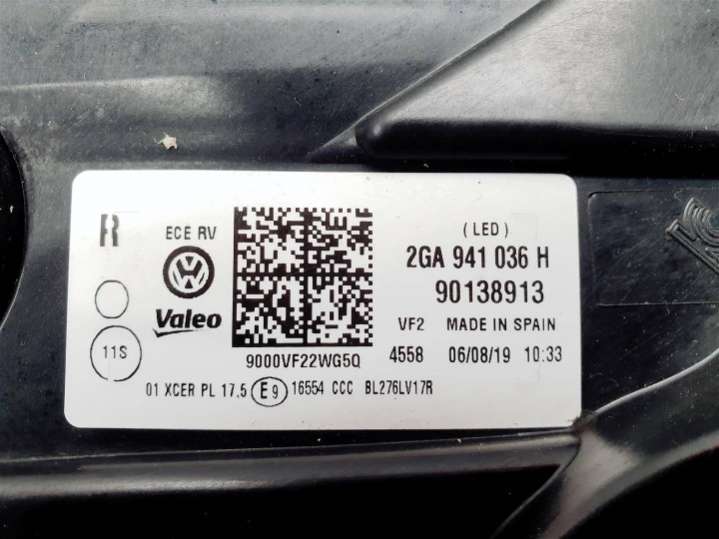 R
ECE RV
(LED)
2GA 941 036 H
Valeo
90138913
11S
VF2 MADE IN SPAIN
9000VF22WG5Q
4558 06/08/19 10:33
01 XCER PL 17,5 E9 16554 CCC BL276LV17R